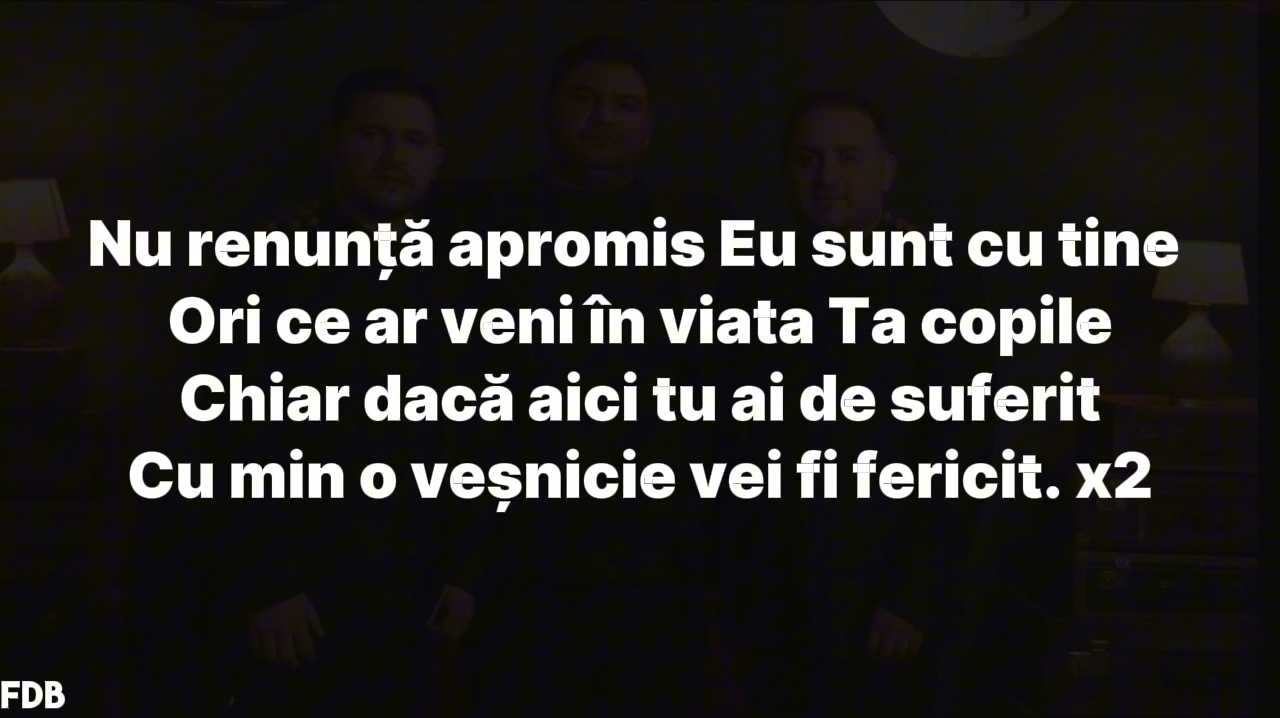 Nu renunță apromis Eu sunt cu tine
Ori ce ar veni în viata Ta copile
Chiar dacă aici tu ai de suferit
Cu min o veșnicie vei fi fericit. x2
FDB